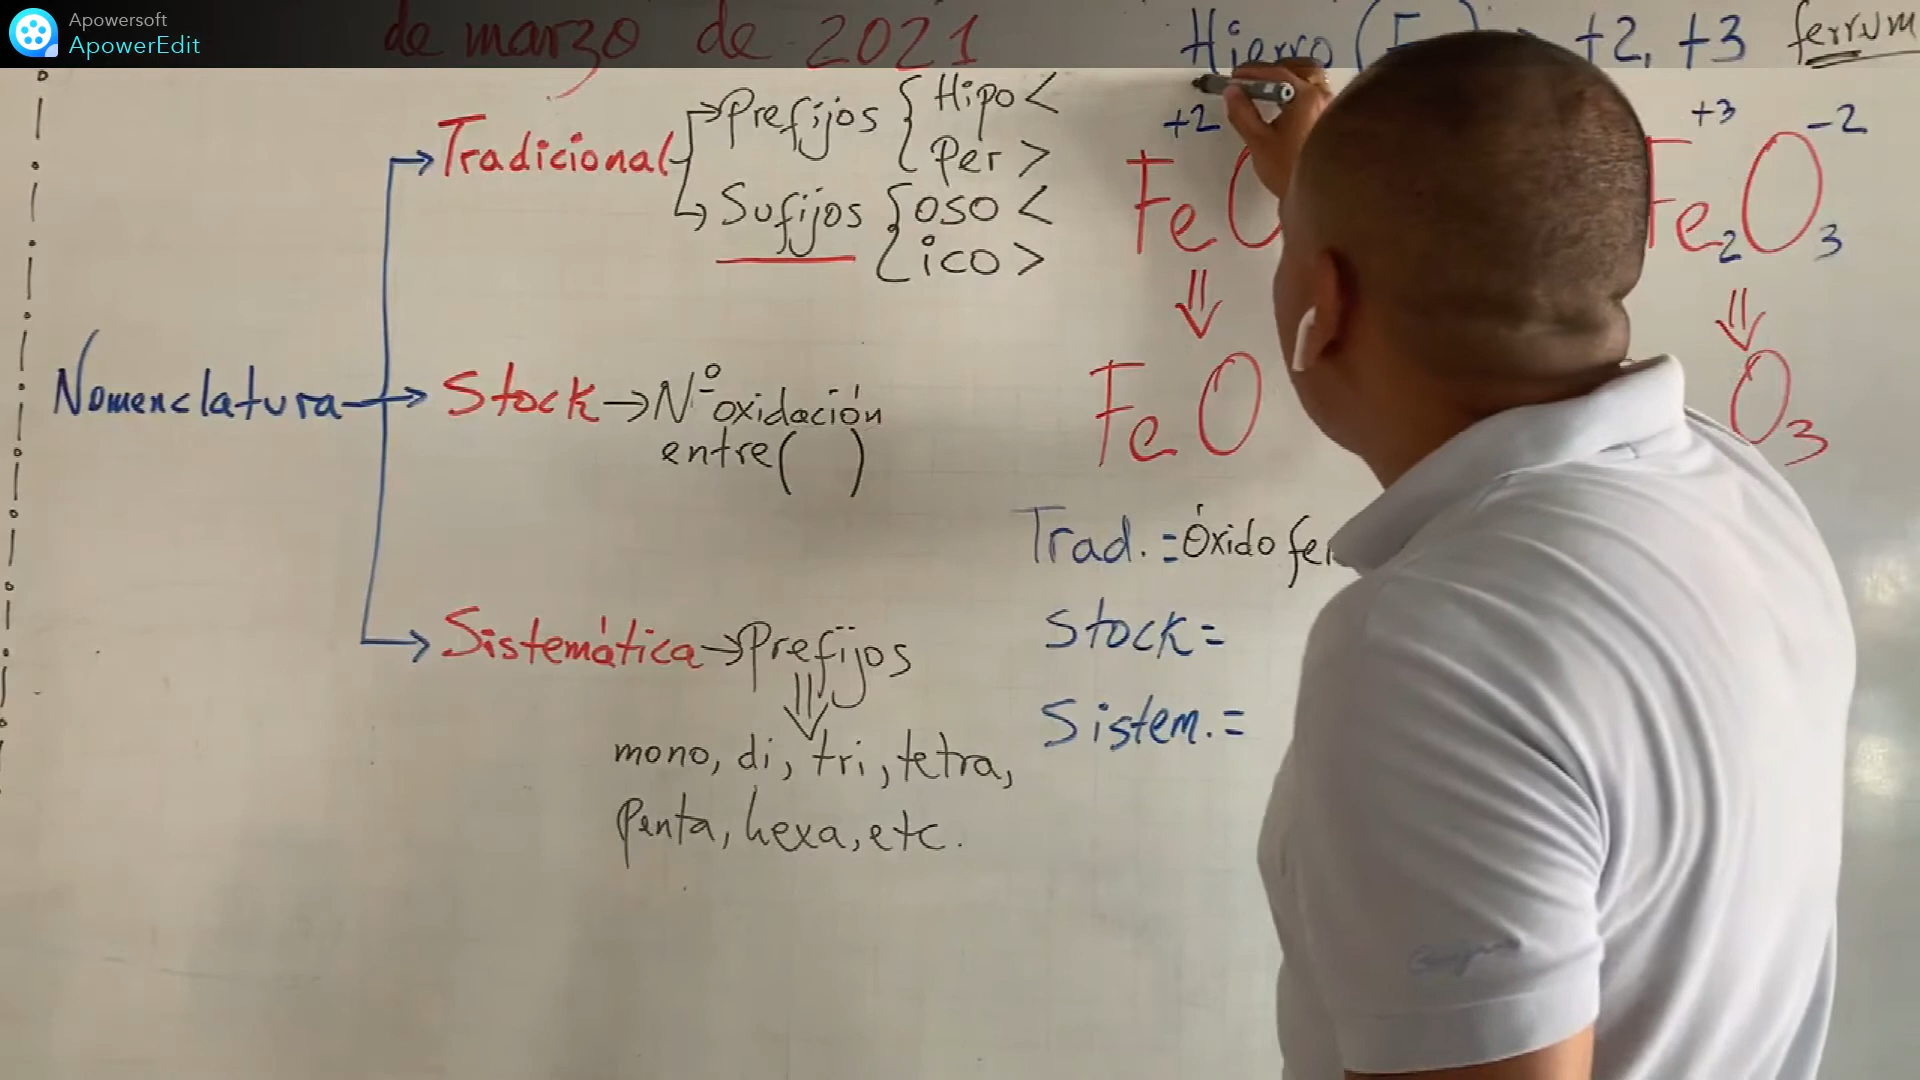 Apowersoft
ApowerEdit
de marzo de 2021
Hierro ( +2, +3 ferrum
Nomenclatura
Tradicional
Prefijos
Hipo <
Per >
Sufijos
oso <
ico >
Stock → Nº oxidación
entre ( )
Sistemática → Prefijos
mono, di, tri, tetra,
Penta, hexa, etc.
+2
FeO
+3 -2
Fe2O3
FeO
O3
Trad. = Óxido
Stock =
Sistem. =